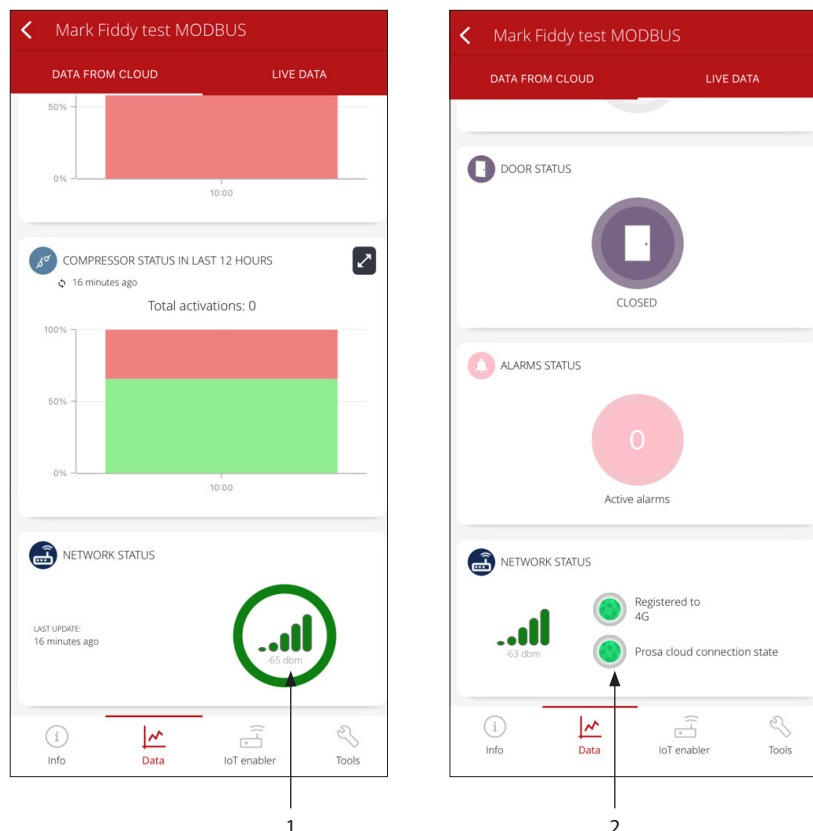 Mark Fiddy test MODBUS
DATA FROM CLOUD
LIVE DATA
50%
0%
10:00
COMPRESSOR STATUS IN LAST 12 HOURS
16 minutes ago
Total activations: 0
100%
50%
0%
10:00
NETWORK STATUS
LAST UPDATE:
16 minutes ago
-65 dbm
Info
Data
IoT enabler
Tools
1
Mark Fiddy test MODBUS
DATA FROM CLOUD
LIVE DATA
DOOR STATUS
CLOSED
ALARMS STATUS
0
Active alarms
NETWORK STATUS
-63 dbm
Registered to
4G
Prosa cloud connection state
Info
Data
IoT enabler
Tools
2